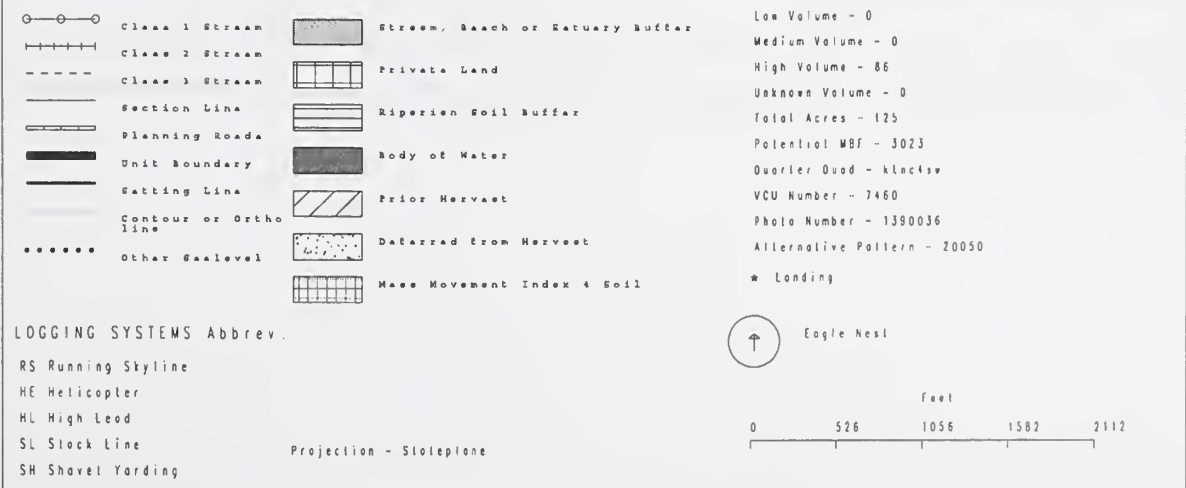 Class 1 Stream
Class 2 Stream
Class 3 Stream
Section Line
Planning Roads
Unit Boundary
Setting Line
Contour or Ortho
line
Other Sealevel
Stream, Beach or Estuary Buffer
Private Land
Riparian Soil Buffer
Body of Water
Prior Harvest
Deferred from Harvest
Mass Movement Index 4 Soil
Low Volume - 0
Medium Volume - 0
High Volume - 86
Unknown Volume - 0
Total Acres - 125
Potential MBF - 3023
Quarter Quad - klnc4sw
VCU Number - 7460
Photo Number - 1390036
Alternative Pattern - 20050
* Landing
LOGGING SYSTEMS Abbrev.
RS Running Skyline
HE Helicopter
HL High Lead
SL Slack Line
SH Shovel Yarding
Projection - Stateplane
Eagle Nest
Feet
0 526 1056 1582 2112